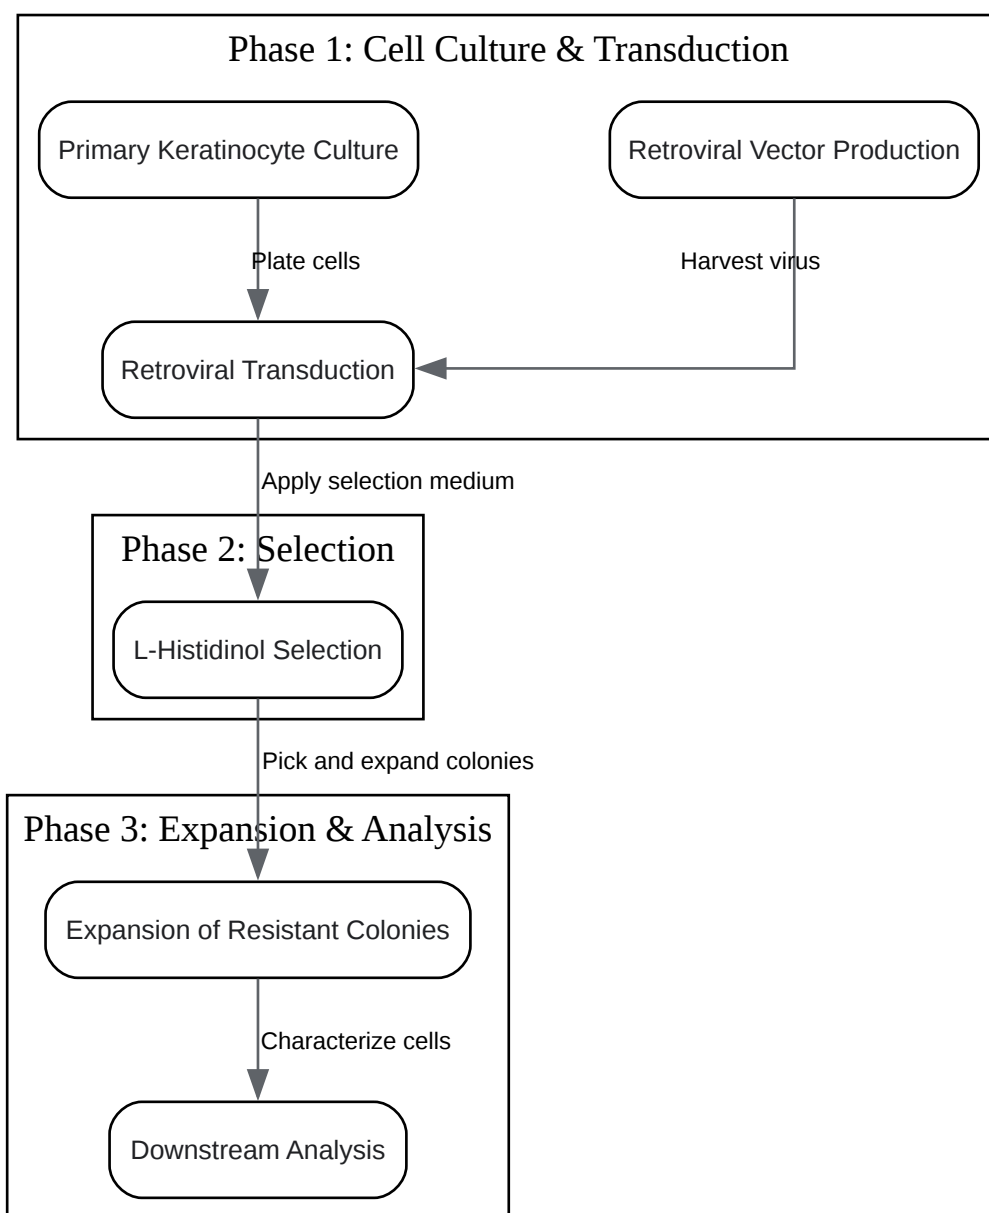 Phase 1: Cell Culture & Transduction
Primary Keratinocyte Culture
Retroviral Vector Production
Plate cells
Harvest virus
Retroviral Transduction
Apply selection medium
Phase 2: Selection
L-Histidinol Selection
Pick and expand colonies
Phase 3: Expansion & Analysis
Expansion of Resistant Colonies
Characterize cells
Downstream Analysis